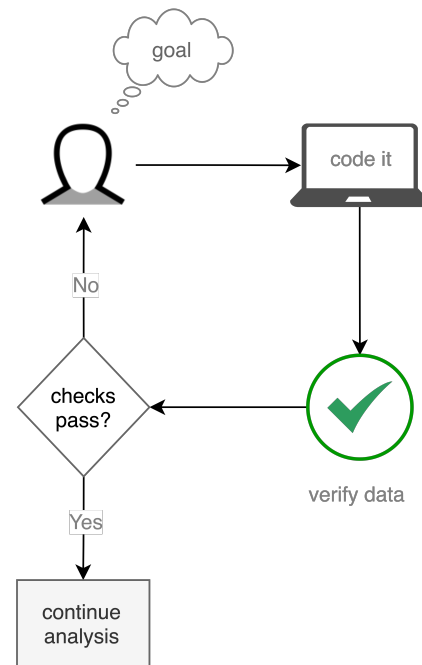 goal
code it
No
checks
pass?
verify data
Yes
continue
analysis